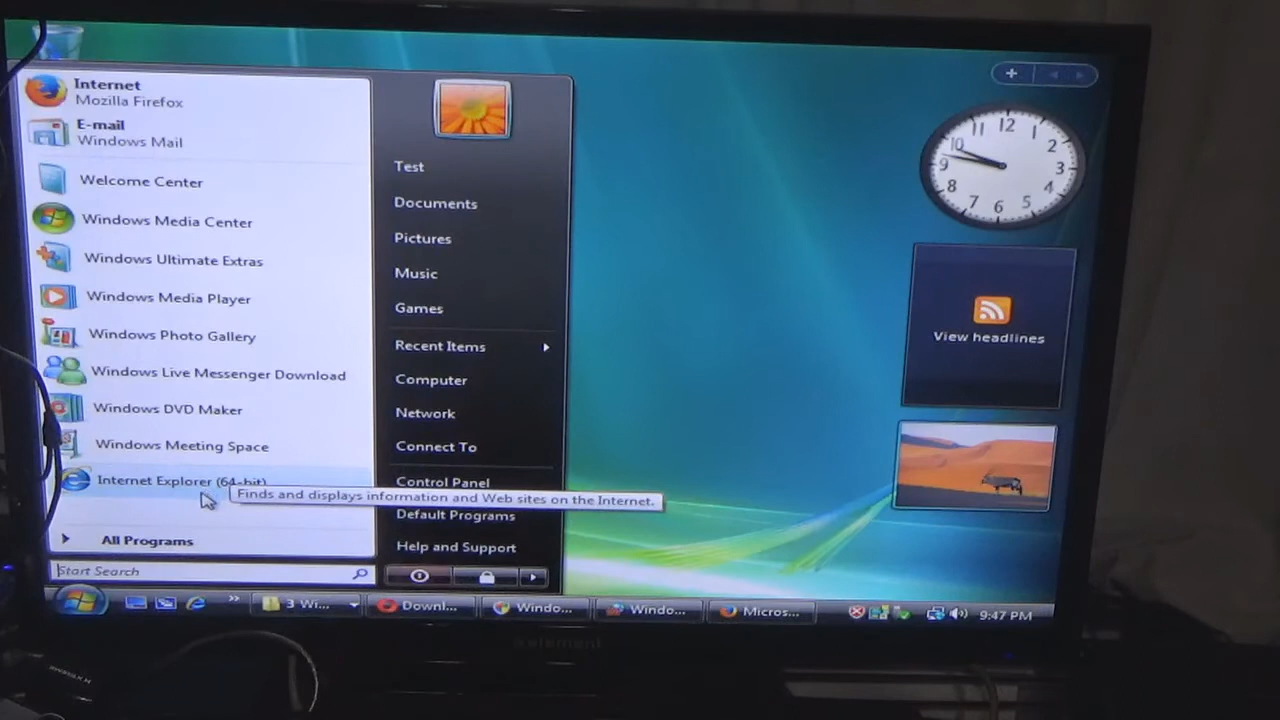 Internet
Mozilla Firefox
E-mail
Windows Mail
Welcome Center
Windows Media Center
Windows Ultimate Extras
Windows Media Player
Windows Photo Gallery
Windows Live Messenger Download
Windows DVD Maker
Windows Meeting Space
Internet Explorer (64-bit)
All Programs
Start Search
Test
Documents
Pictures
Music
Games
Recent Items
Computer
Network
Connect To
Control Panel
Finds and displays information and Web sites on the Internet.
Default Programs
Help and Support
12
1
2
3
4
5
6
7
8
9
10
11
View headlines
3 Wi...
Downl...
Windo...
Windo...
Micros...
9:47 PM
element